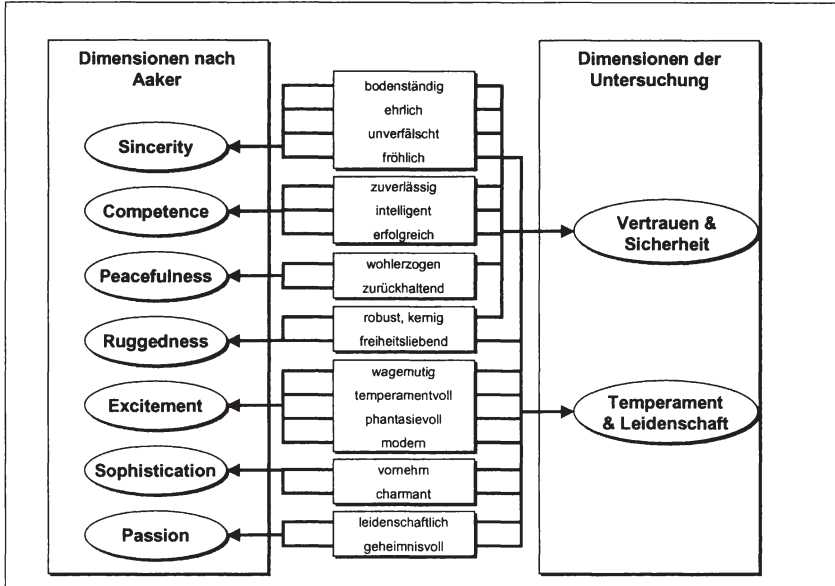 Dimensionen nach
Aaker
Sincerity
Competence
Peacefulness
Ruggedness
Excitement
Sophistication
Passion
bodenständig
ehrlich
unverfälscht
fröhlich
zuverlässig
intelligent
erfolgreich
wohlerzogen
zurückhaltend
robust, kernig
freiheitsliebend
wagemutig
temperamentvoll
phantasievoll
modern
vornehm
charmant
leidenschaftlich
geheimnisvoll
Dimensionen der
Untersuchung
Vertrauen &
Sicherheit
Temperament
& Leidenschaft